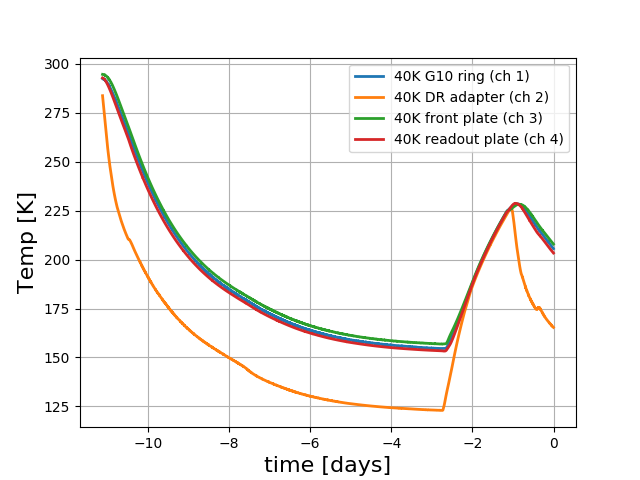 300
275
250
225
200
175
150
125
Temp [K]
40K G10 ring (ch 1)
40K DR adapter (ch 2)
40K front plate (ch 3)
40K readout plate (ch 4)
−10
−8
−6
−4
−2
0
time [days]